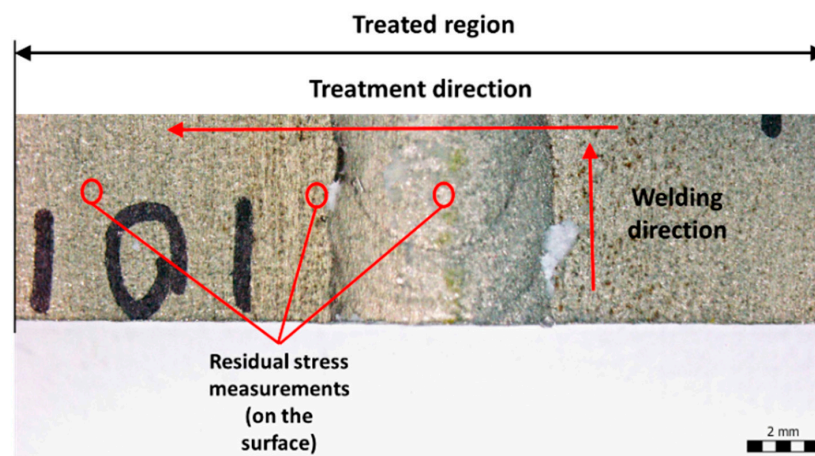 Treated region
Treatment direction
Welding
direction
101
Residual stress
measurements
(on the
surface)
2 mm